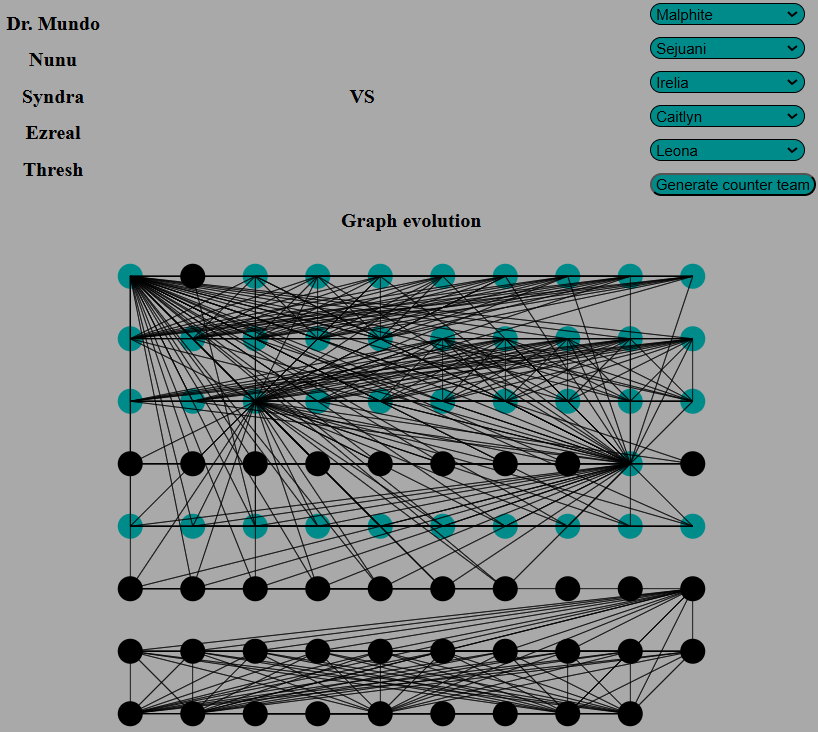 Dr. Mundo
Nunu
Syndra
Ezreal
Thresh
VS
Malphite
Sejuani
Irelia
Caitlyn
Leona
Generate counter team
Graph evolution